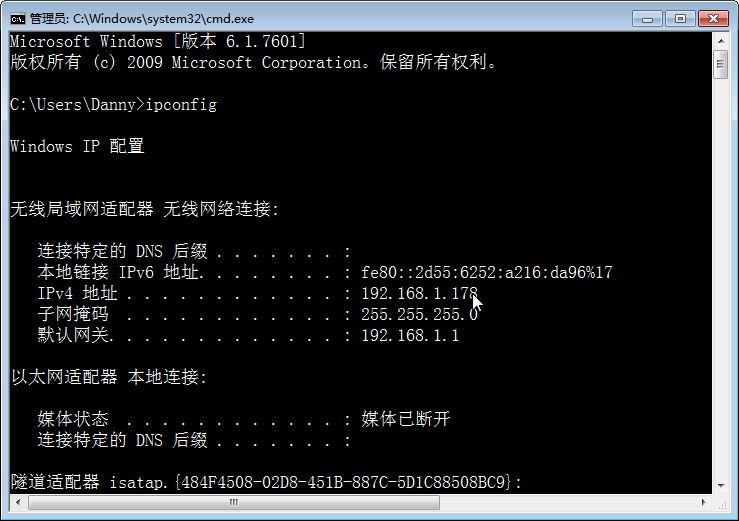 管理员: C:\Windows\system32\cmd.exe
Microsoft Windows [版本 6.1.7601]
版权所有 (c) 2009 Microsoft Corporation。保留所有权利。
C:\Users\Danny>ipconfig
Windows IP 配置
无线局域网适配器 无线网络连接:
连接特定的 DNS 后缀 . . . . . . . :
本地链接 IPv6 地址. . . . . . . . : fe80::2d55:6252:a216:da96%17
IPv4 地址 . . . . . . . . . . . . : 192.168.1.178
子网掩码  . . . . . . . . . . . . : 255.255.255.0
默认网关. . . . . . . . . . . . . : 192.168.1.1
以太网适配器 本地连接:
媒体状态  . . . . . . . . . . . . : 媒体已断开
连接特定的 DNS 后缀 . . . . . . . :
隧道适配器 isatap.{484F4508-02D8-451B-887C-5D1C88508BC9}: